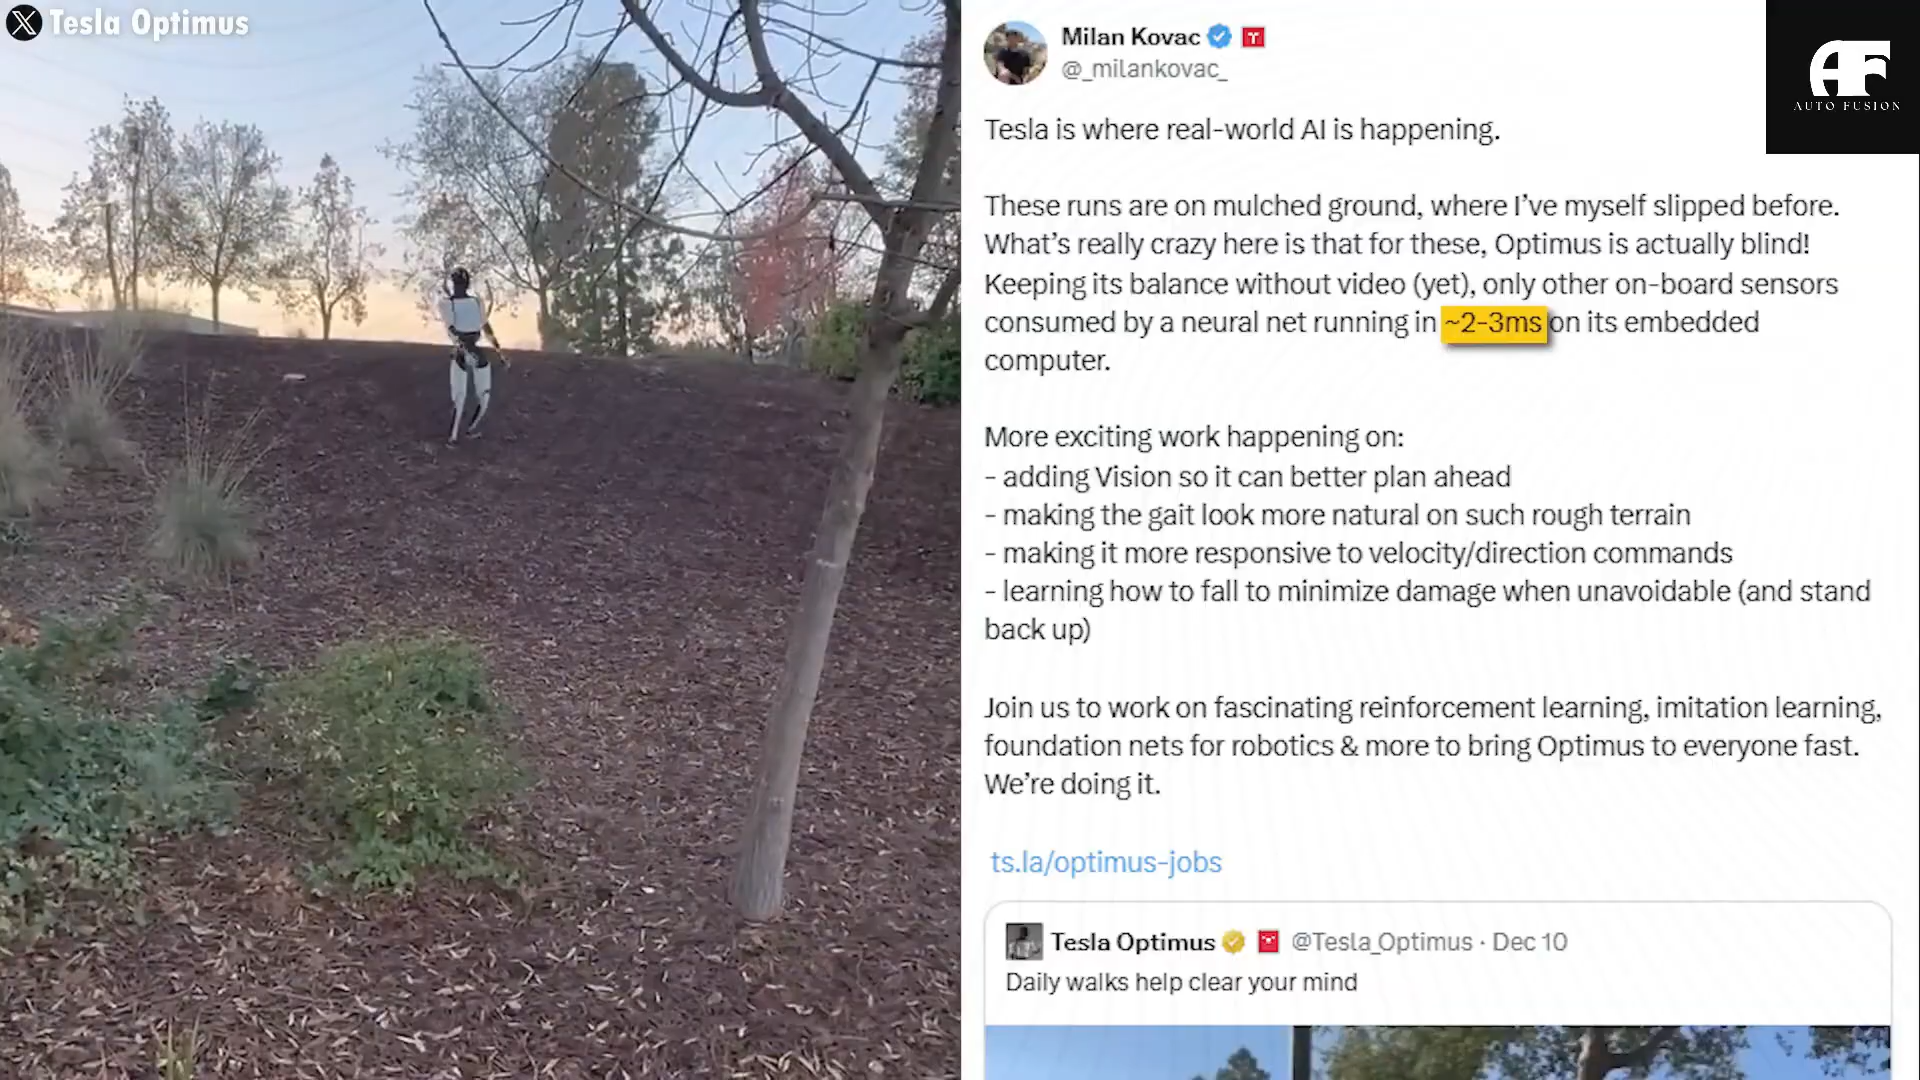 Tesla Optimus
Milan Kovac
@_milankovac_
AF
AUTO FUSION
Tesla is where real-world AI is happening.
These runs are on mulched ground, where I've myself slipped before.
What's really crazy here is that for these, Optimus is actually blind!
Keeping its balance without video (yet), only other on-board sensors
consumed by a neural net running in ~2-3ms on its embedded
computer.
More exciting work happening on:
- adding Vision so it can better plan ahead
- making the gait look more natural on such rough terrain
- making it more responsive to velocity/direction commands
- learning how to fall to minimize damage when unavoidable (and stand
back up)
Join us to work on fascinating reinforcement learning, imitation learning,
foundation nets for robotics & more to bring Optimus to everyone fast.
We're doing it.
ts.la/optimus-jobs
Tesla Optimus @Tesla_Optimus · Dec 10
Daily walks help clear your mind